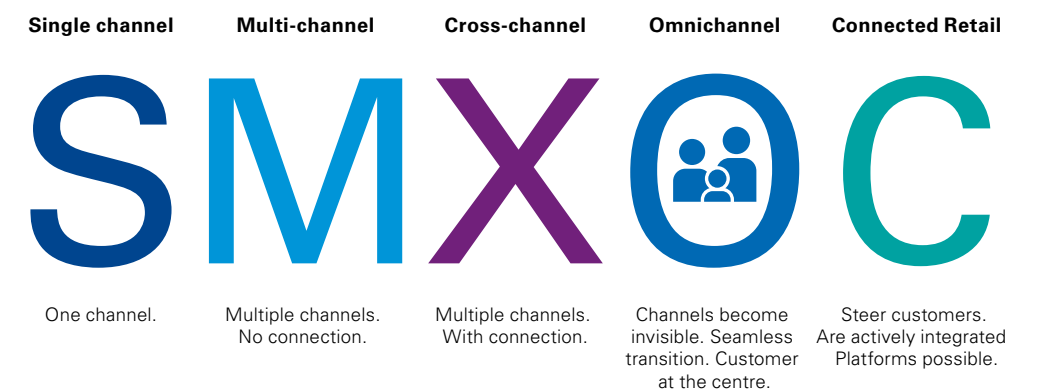 Single channel
Multi-channel
Cross-channel
Omnichannel
Connected Retail
S
M
X
O
C
One channel.
Multiple channels.
No connection.
Multiple channels.
With connection.
Channels become
invisible. Seamless
transition. Customer
at the centre.
Steer customers.
Are actively integrated
Platforms possible.